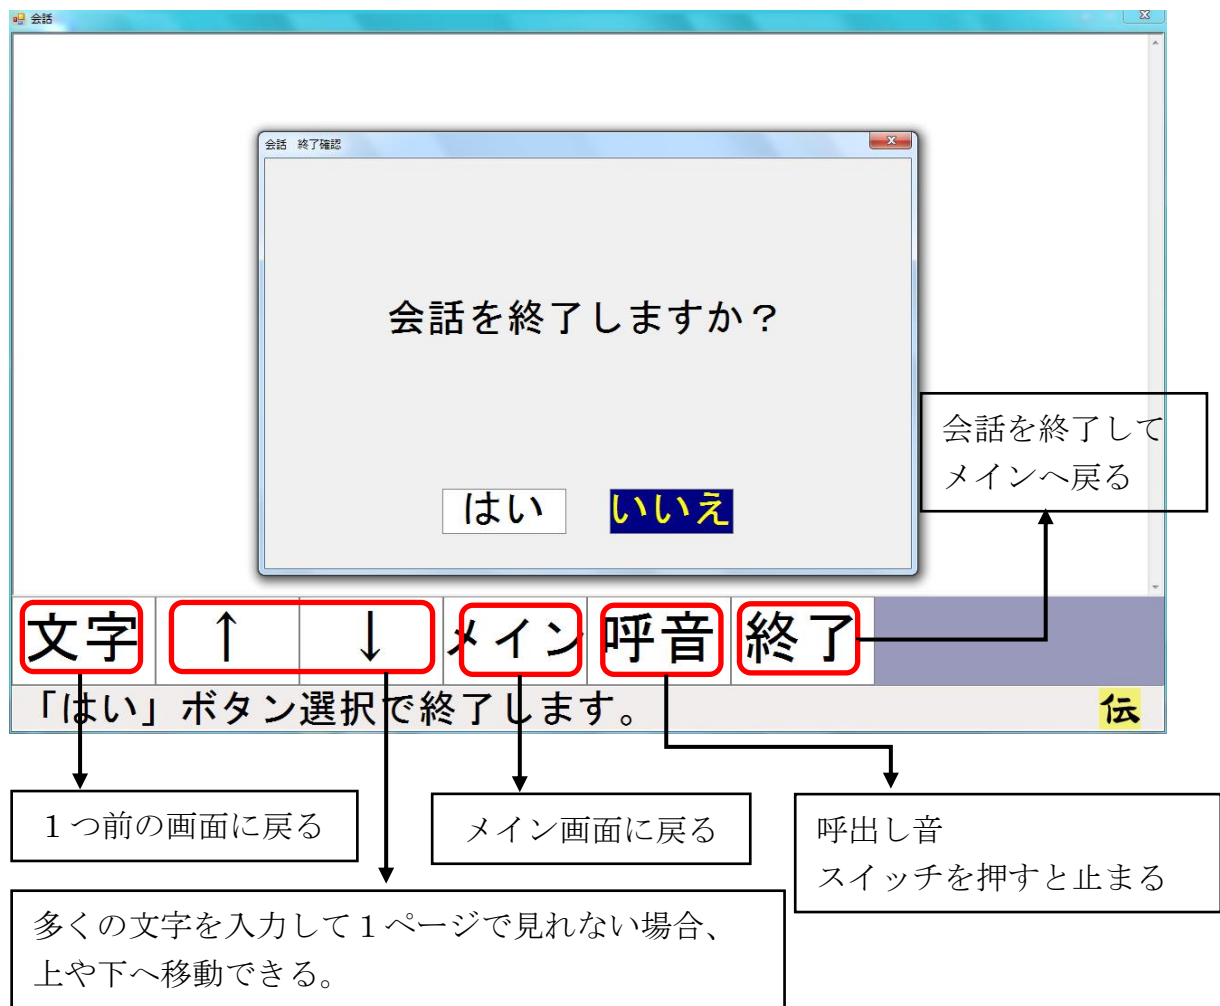 会話
会話 終了確認
会話を終了しますか？
はい いいえ
会話を終了して
メインへ戻る
文字 ↑ ↓ メイン 呼音 終了
「はい」ボタン選択で終了します。 伝
１つ前の画面に戻る
メイン画面に戻る
呼出し音
スイッチを押すと止まる
多くの文字を入力して１ページで見れない場合、
上や下へ移動できる。